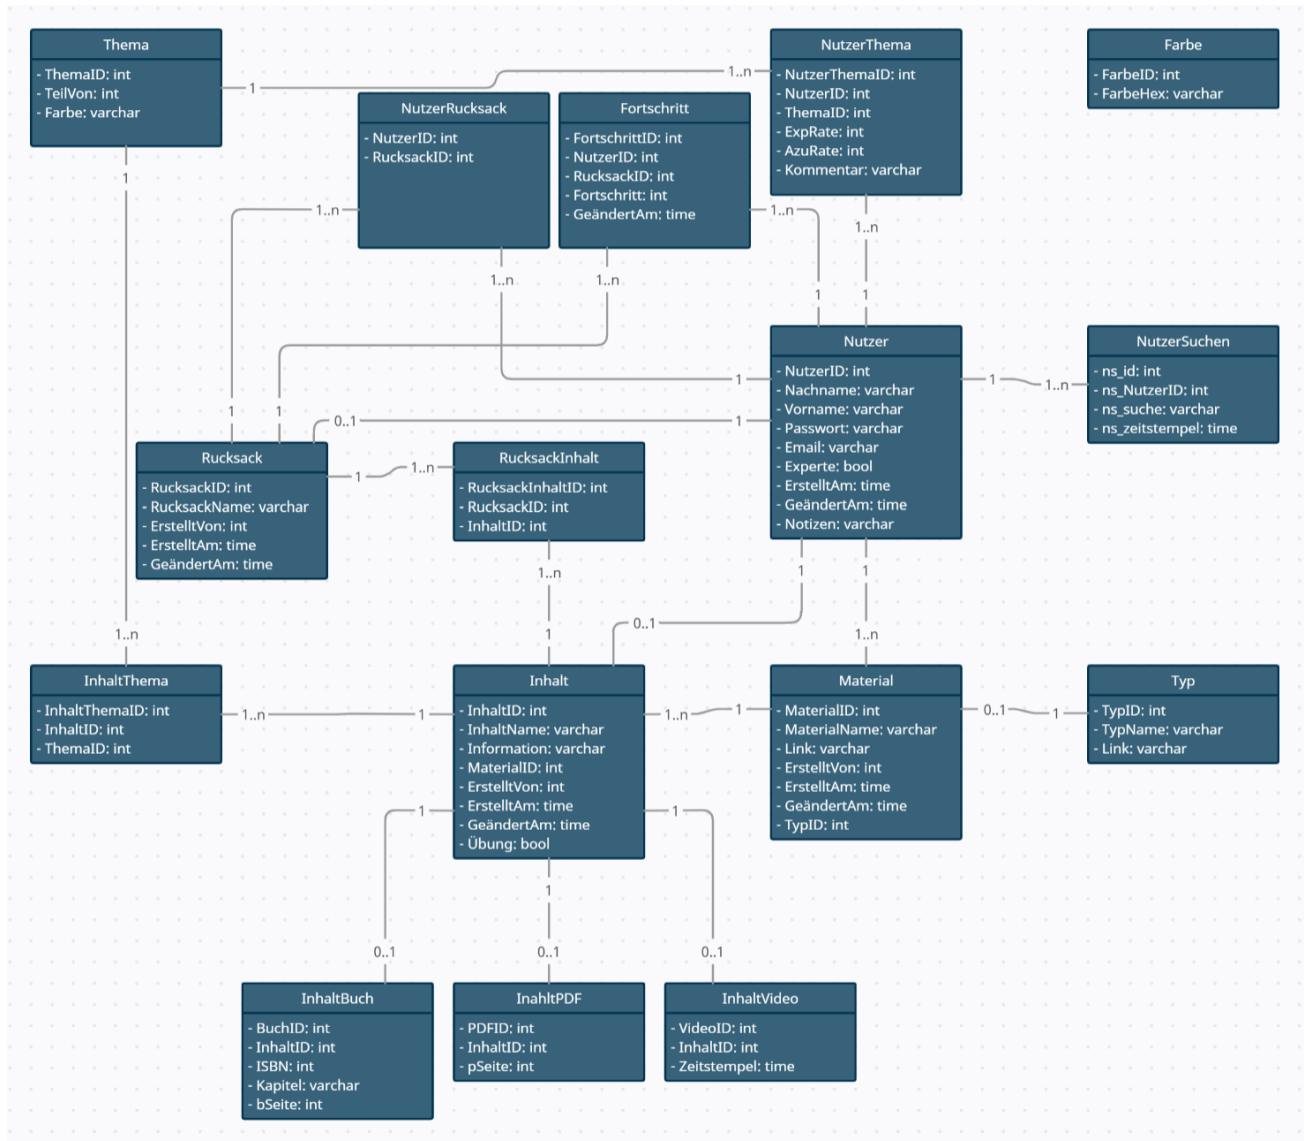 Thema
- ThemaID: int
- TeilVon: int
- Farbe: varchar
NutzerThema
- NutzerThemaID: int
- NutzerID: int
- ThemaID: int
- ExpRate: int
- AzuRate: int
- Kommentar: varchar
Farbe
- FarbeID: int
- FarbeHex: varchar
1
1..n
NutzerRucksack
- NutzerID: int
- RucksackID: int
Fortschritt
- FortschrittID: int
- NutzerID: int
- RucksackID: int
- Fortschritt: int
- GeändertAm: time
1
1..n
1..n
1..n
1..n
1..n
1
1
Nutzer
- NutzerID: int
- Nachname: varchar
- Vorname: varchar
- Passwort: varchar
- Email: varchar
- Experte: bool
- ErstelltAm: time
- GeändertAm: time
- Notizen: varchar
NutzerSuchen
- ns_id: int
- ns_NutzerID: int
- ns_suche: varchar
- ns_zeitstempel: time
1
1
1..n
1
1
0..1
1
Rucksack
- RucksackID: int
- RucksackName: varchar
- ErstelltVon: int
- ErstelltAm: time
- GeändertAm: time
1
1..n
RucksackInhalt
- RucksackInhaltID: int
- RucksackID: int
- InhaltID: int
1..n
1
1
1
0..1
1..n
1..n
InhaltThema
- InhaltThemaID: int
- InhaltID: int
- ThemaID: int
1..n
1
Inhalt
- InhaltID: int
- InhaltName: varchar
- Information: varchar
- MaterialID: int
- ErstelltVon: int
- ErstelltAm: time
- GeändertAm: time
- Übung: bool
1..n
1
Material
- MaterialID: int
- MaterialName: varchar
- Link: varchar
- ErstelltVon: int
- ErstelltAm: time
- GeändertAm: time
- TypID: int
0..1
1
Typ
- TypID: int
- TypName: varchar
- Link: varchar
1
1
1
0..1
0..1
0..1
InhaltBuch
- BuchID: int
- InhaltID: int
- ISBN: int
- Kapitel: varchar
- bSeite: int
InahltPDF
- PDFID: int
- InhaltID: int
- pSeite: int
InhaltVideo
- VideoID: int
- InhaltID: int
- Zeitstempel: time